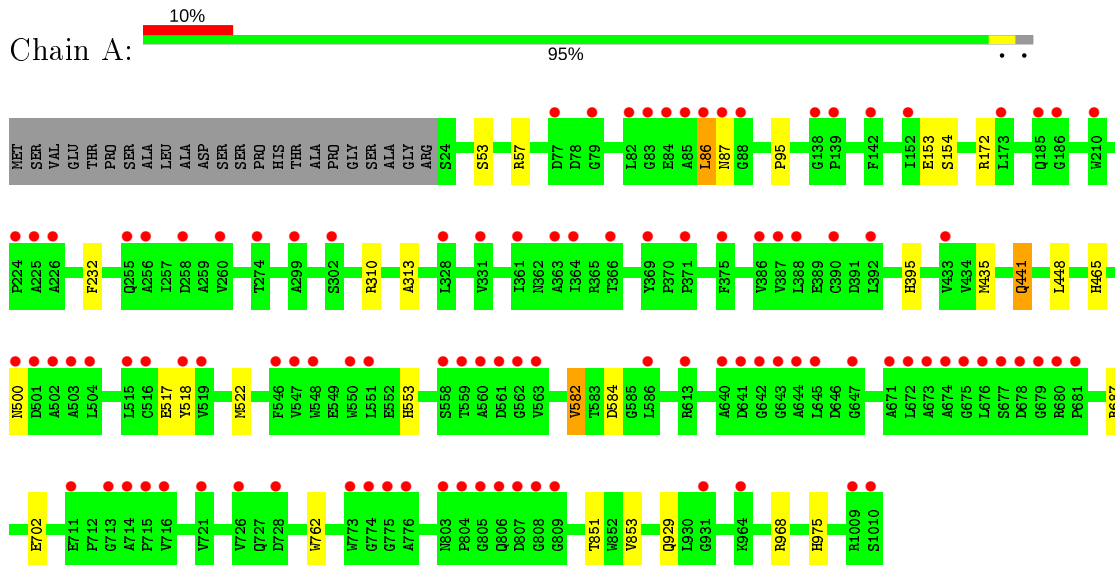 10%
Chain A:
95%
MET SER VAL GLU THR PRO PRO SER ALA LEU ALA ASP SER SER PRO HIS THR ALA PRO GLY SER ALA GLY ARG S24 S53 R57 D77 D78 G79 L82 G83 E84 A85 L86 N87 G88 P95 G138 P139 F142 I152 E153 S154 R172 L173 Q185 G186 W210
P224 A225 A226 F232 Q255 A256 I257 D258 A259 V260 T274 A299 S302 R310 A313 L328 V331 I361 N362 A363 I364 R365 T366 Y369 P370 P371 F375 V386 V387 L388 E389 C390 D391 L392 H395 V433 V434 M435 Q441 L448 H465
N500 D501 A502 A503 L504 L515 C516 E517 Y518 V519 M522 F546 V547 W548 E549 W550 L551 E552 H553 S558 T559 A560 D561 G562 V563 V582 T583 D584 G585 L586 R613 A640 D641 G642 G643 A644 L645 D646 G647 A671 L672 A673 A674 G675 L676 S677 D678 G679 R680 P681 R687
E702 E711 P712 G713 A714 P715 V716 V721 V726 Q727 D728 W762 W773 G774 G775 A776 N803 P804 G805 Q806 D807 G808 G809 T851 W852 V853 Q929 L930 G931 K964 R968 H975 R1009 S1010